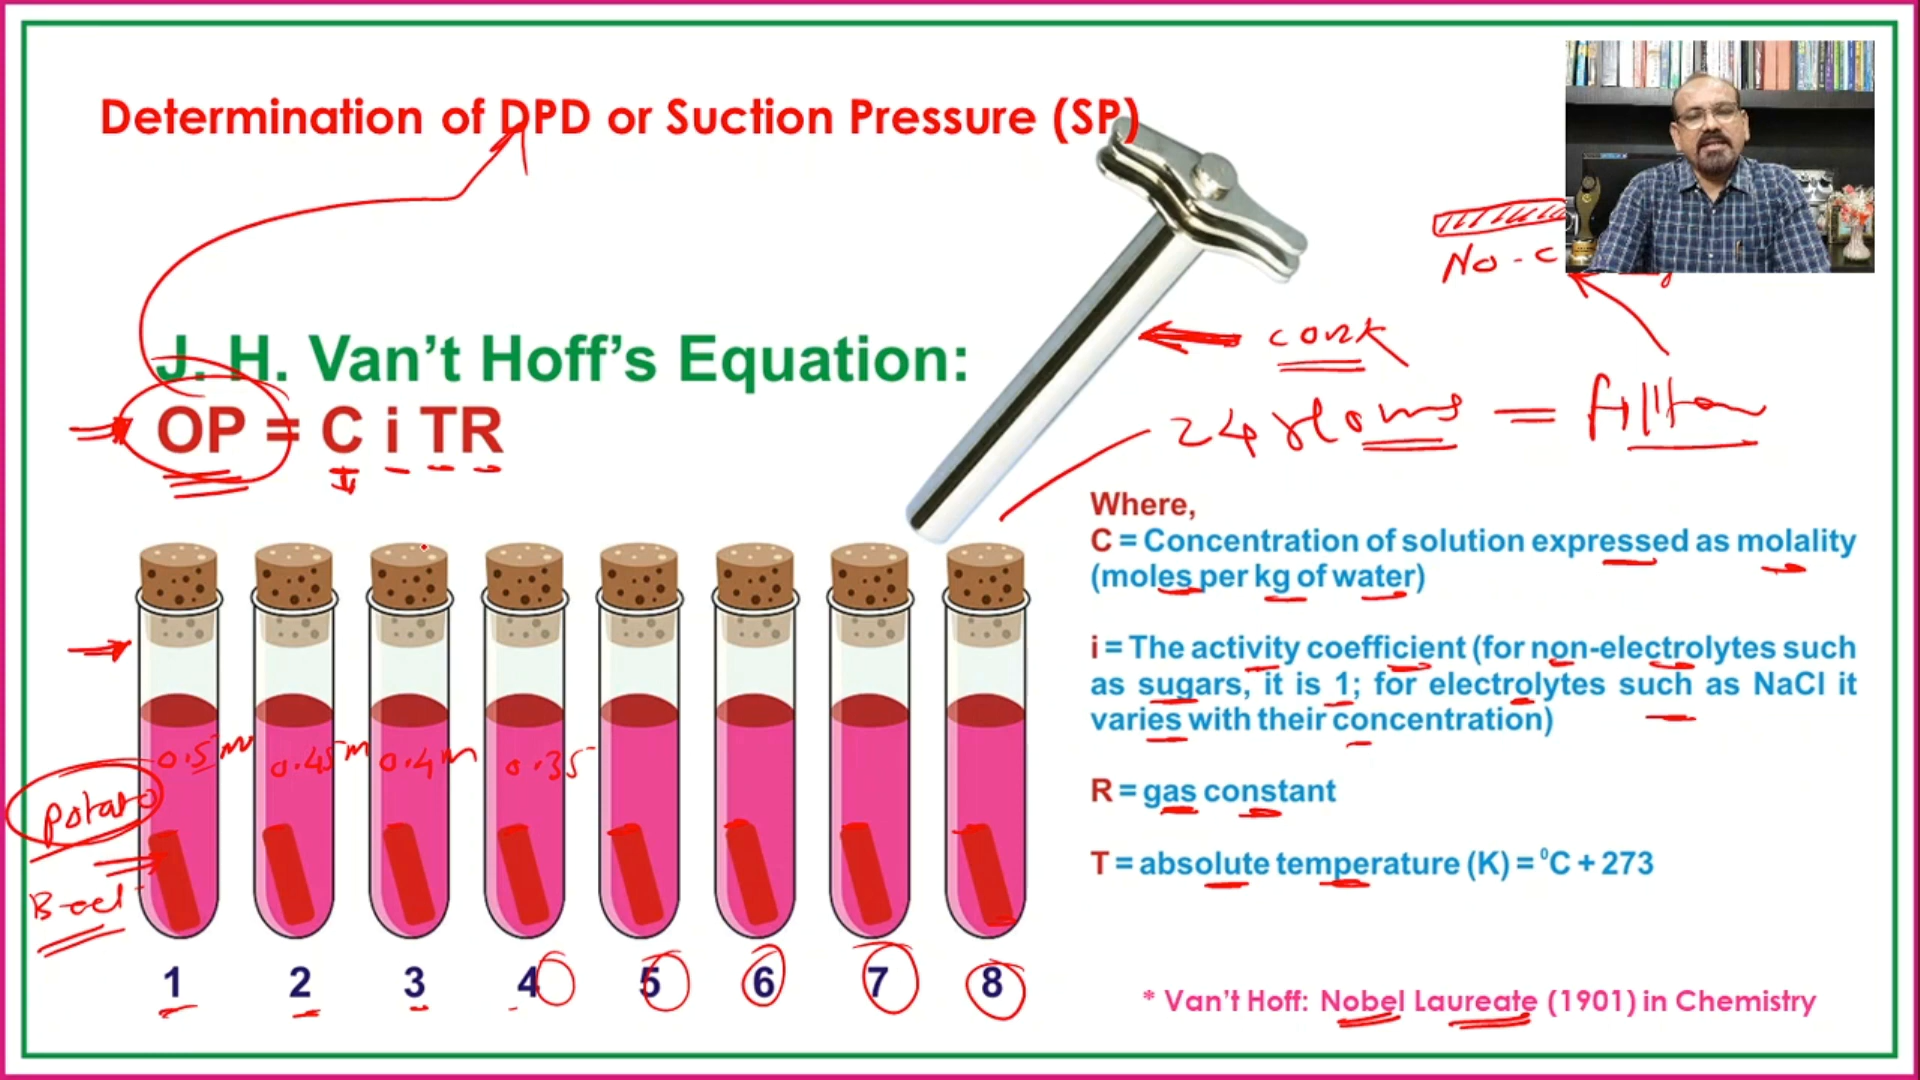 Determination of DPD or Suction Pressure (SP)
No-C
J. H. Van't Hoff's Equation:
OP = C i TR
cork
24 hours =
Where,
C = Concentration of solution expressed as molality
(moles per kg of water)
i = The activity coefficient (for non-electrolytes such
as sugars, it is 1; for electrolytes such as NaCl it
varies with their concentration)
R = gas constant
T = absolute temperature (K) = ⁰C + 273
0.5m 0.45m 0.4m 0.35
Potato
Beet
1 2 3 4 5 6 7 8
* Van't Hoff: Nobel Laureate (1901) in Chemistry